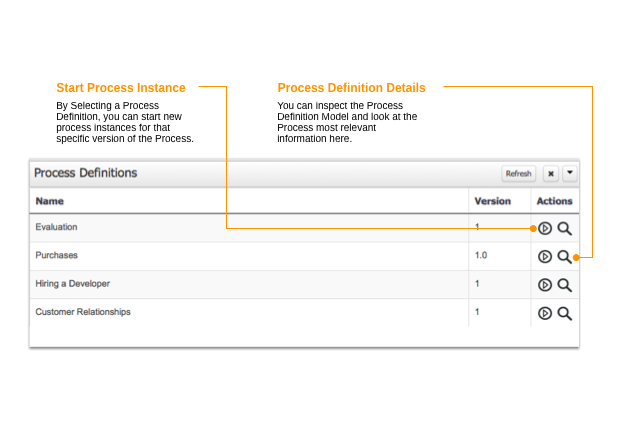 Start Process Instance
Process Definition Details
By Selecting a Process
Definition, you can start new
process instances for that
specific version of the Process.
You can inspect the Process
Definition Model and look at the
Process most relevant
information here.
Process Definitions
Refresh
Name Version Actions
Evaluation 1
Purchases 1.0
Hiring a Developer 1
Customer Relationships 1